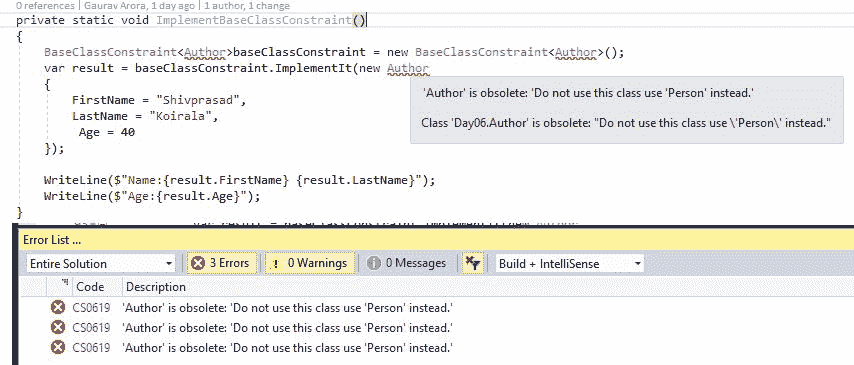 0 references | Gaurav Arora, 1 day ago | 1 author, 1 change
private static void ImplementBaseClassConstraint()
{
BaseClassConstraint<Author>baseClassConstraint = new BaseClassConstraint<Author>();
var result = baseClassConstraint.ImplementIt(new Author
{
'Author' is obsolete: 'Do not use this class use 'Person' instead.'
FirstName = "Shivprasad",
LastName = "Koirala",
Class 'Day06.Author' is obsolete: "Do not use this class use \'Person\' instead."
Age = 40
});
WriteLine($"Name:{result.FirstName} {result.LastName}");
WriteLine($"Age:{result.Age}");
}
Error List ...
Entire Solution 3 Errors 0 Warnings 0 Messages Build + IntelliSense
Code Description
CS0619 'Author' is obsolete: 'Do not use this class use 'Person' instead.'
CS0619 'Author' is obsolete: 'Do not use this class use 'Person' instead.'
CS0619 'Author' is obsolete: 'Do not use this class use 'Person' instead.'